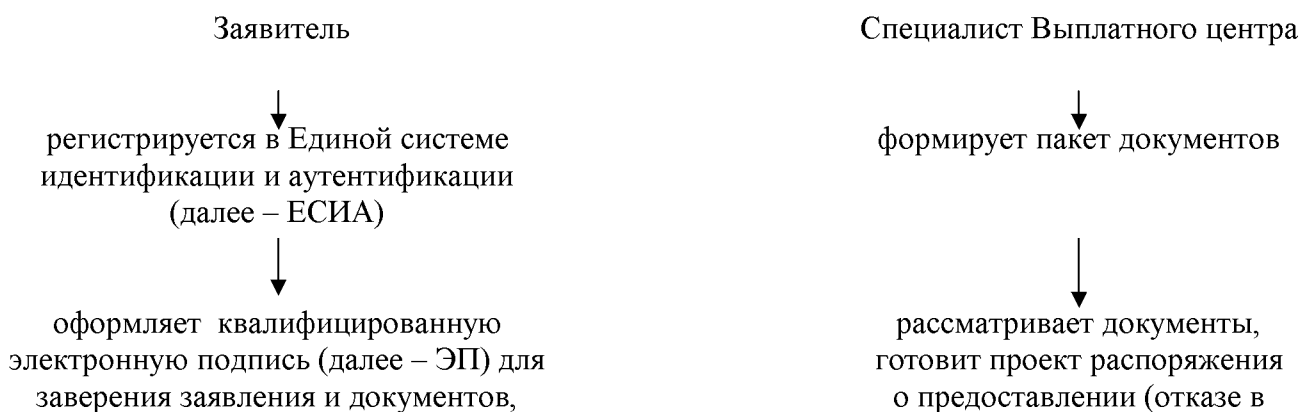 Заявитель
регистрируется в Единой системе
идентификации и аутентификации
(далее – ЕСИА)
оформляет квалифицированную
электронную подпись (далее – ЭП) для
заверения заявления и документов,
Специалист Выплатного центра
формирует пакет документов
рассматривает документы,
готовит проект распоряжения
о предоставлении (отказе в